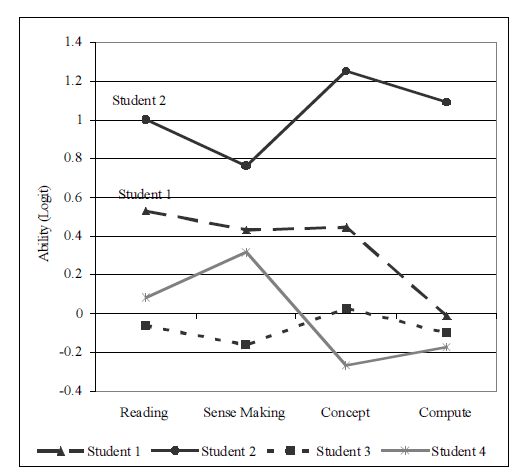 1.4
1.2
1
0.8
0.6
0.4
0.2
0
-0.2
-0.4
Ability (Logit)
Student 2
Student 1
Reading Sense Making Concept Compute
Student 1 Student 2 Student 3 Student 4